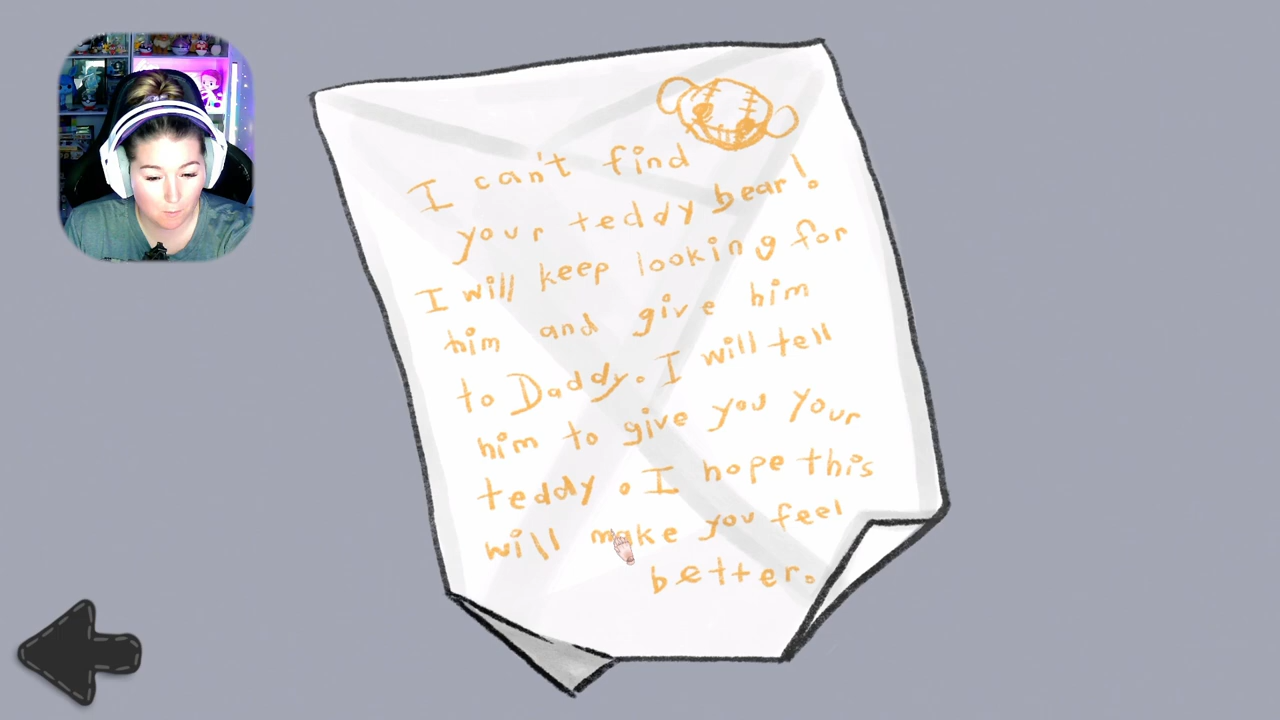 I can't find
your teddy bear!
I will keep looking for
him and give him
to Daddy. I will tell
him to give you your
teddy. I hope this
will make you feel
better.